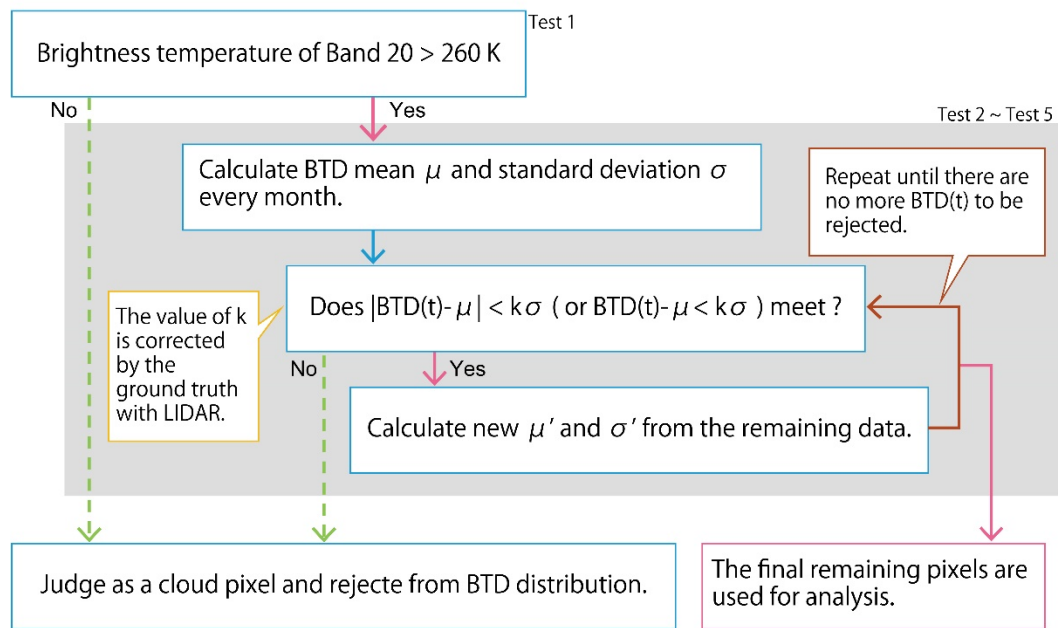 Test 1
Brightness temperature of Band 20 > 260 K
No
Yes
Test 2 ~ Test 5
Calculate BTD mean μ and standard deviation σ
every month.
Repeat until there are
no more BTD(t) to be
rejected.
Does |BTD(t)-μ| < kσ ( or BTD(t)-μ < kσ ) meet ?
The value of k
is corrected
by the
ground truth
with LIDAR.
No
Yes
Calculate new μ′ and σ′ from the remaining data.
Judge as a cloud pixel and rejecte from BTD distribution.
The final remaining pixels are
used for analysis.